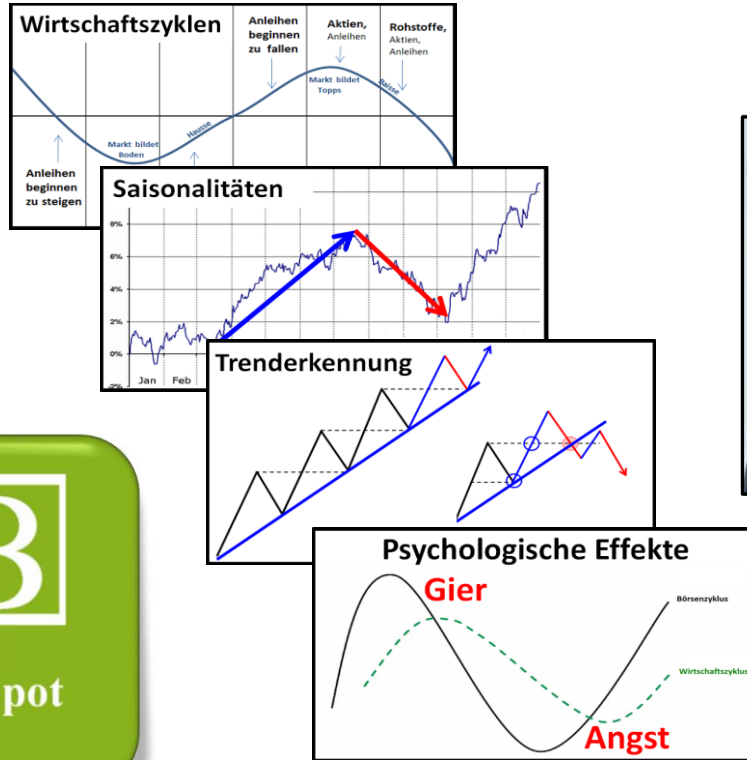 Wirtschaftszyklen
Anleihen
beginnen
zu fallen
Aktien,
Anleihen
Rohstoffe,
Aktien,
Anleihen
Markt bildet
Topps
Baisse
Hausse
Markt bildet
Boden
Anleihen
beginnen
zu steigen
Saisonalitäten
8%
6%
4%
2%
0%
-2%
Jan Feb
Trenderkennung
Psychologische Effekte
Gier
Börsenzyklus
Wirtschaftszyklus
Angst
3
pot